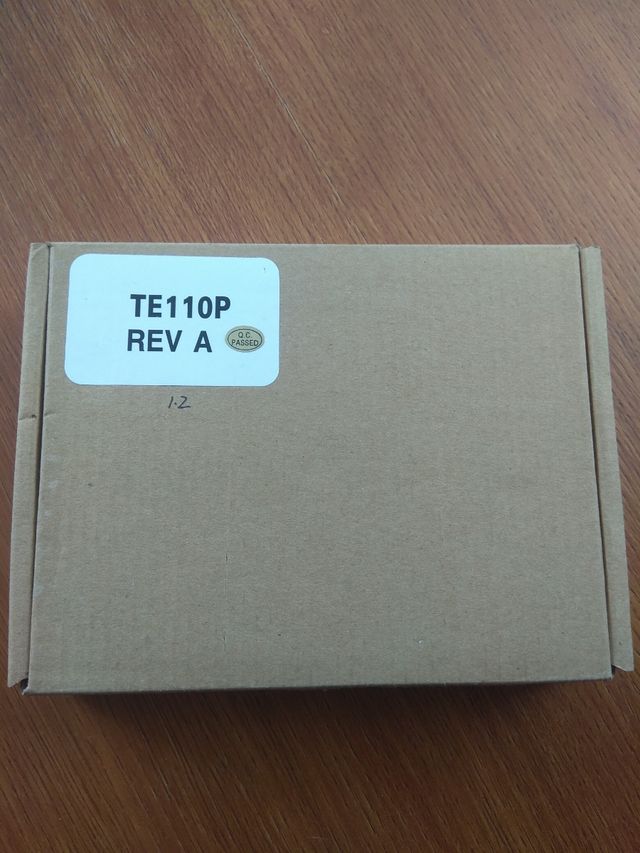 TE110P
REV A
Q.C.
PASSED
1.2